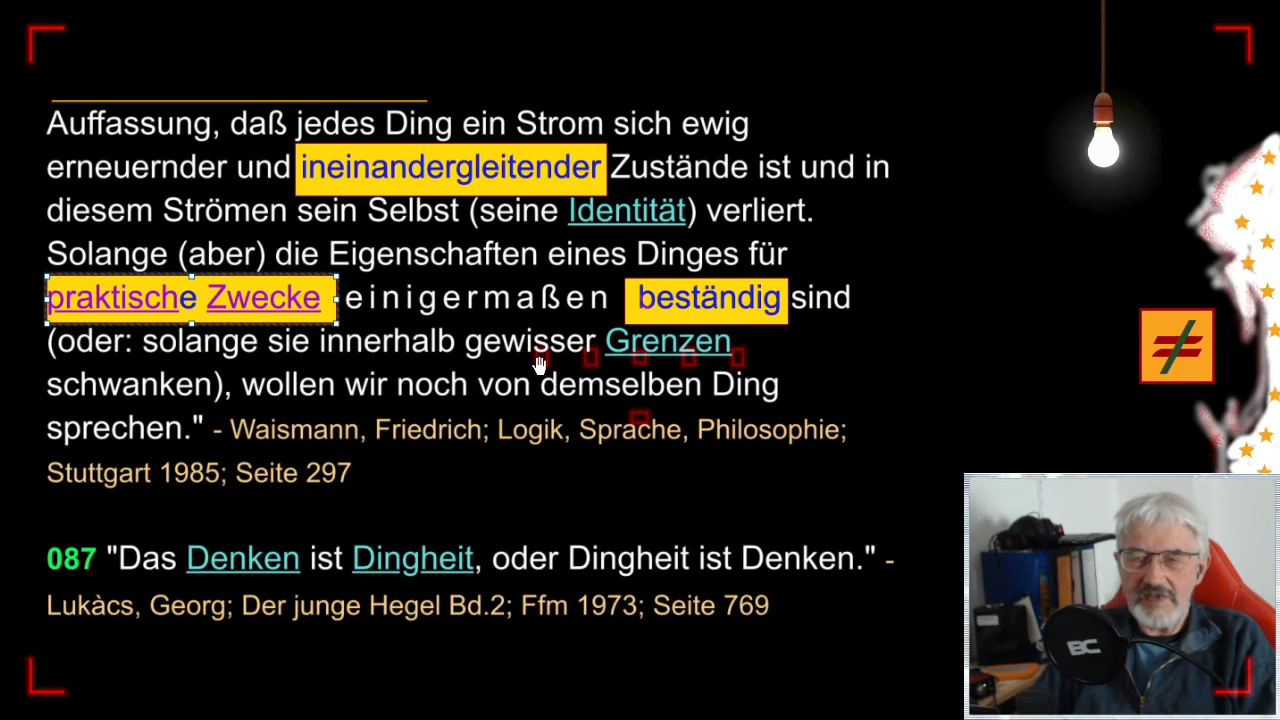 Auffassung, daß jedes Ding ein Strom sich ewig
erneuernder und ineinandergleitender Zustände ist und in
diesem Strömen sein Selbst (seine Identität) verliert.
Solange (aber) die Eigenschaften eines Dinges für
praktische Zwecke einigermaßen beständig sind
(oder: solange sie innerhalb gewisser Grenzen
schwanken), wollen wir noch von demselben Ding
sprechen." - Waismann, Friedrich; Logik, Sprache, Philosophie;
Stuttgart 1985; Seite 297
087 "Das Denken ist Dingheit, oder Dingheit ist Denken." -
Lukàcs, Georg; Der junge Hegel Bd.2; Ffm 1973; Seite 769
≠
BC